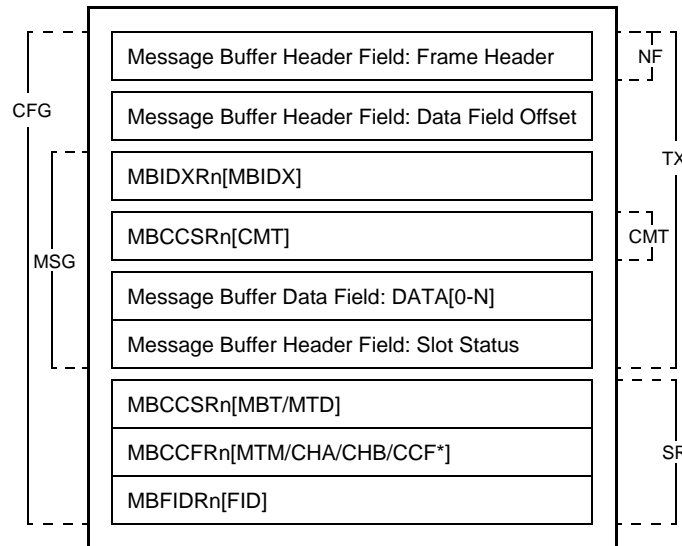 Message Buffer Header Field: Frame Header
NF
CFG
Message Buffer Header Field: Data Field Offset
TX
MBIDXRn[MBIDX]
MBCCSRn[CMT]
CMT
MSG
Message Buffer Data Field: DATA[0-N]
Message Buffer Header Field: Slot Status
MBCCSRn[MBT/MTD]
MBCCFRn[MTM/CHA/CHB/CCF*]
SR
MBFIDRn[FID]